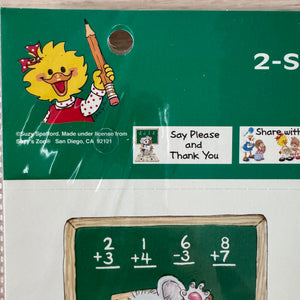 2-S
©Suzy Spafford. Made under license from
Suzy's Zoo® San Diego, CA 92121
Say Please
and
Thank You
Share with
2 1 6 8
+3 +4 -3 +7